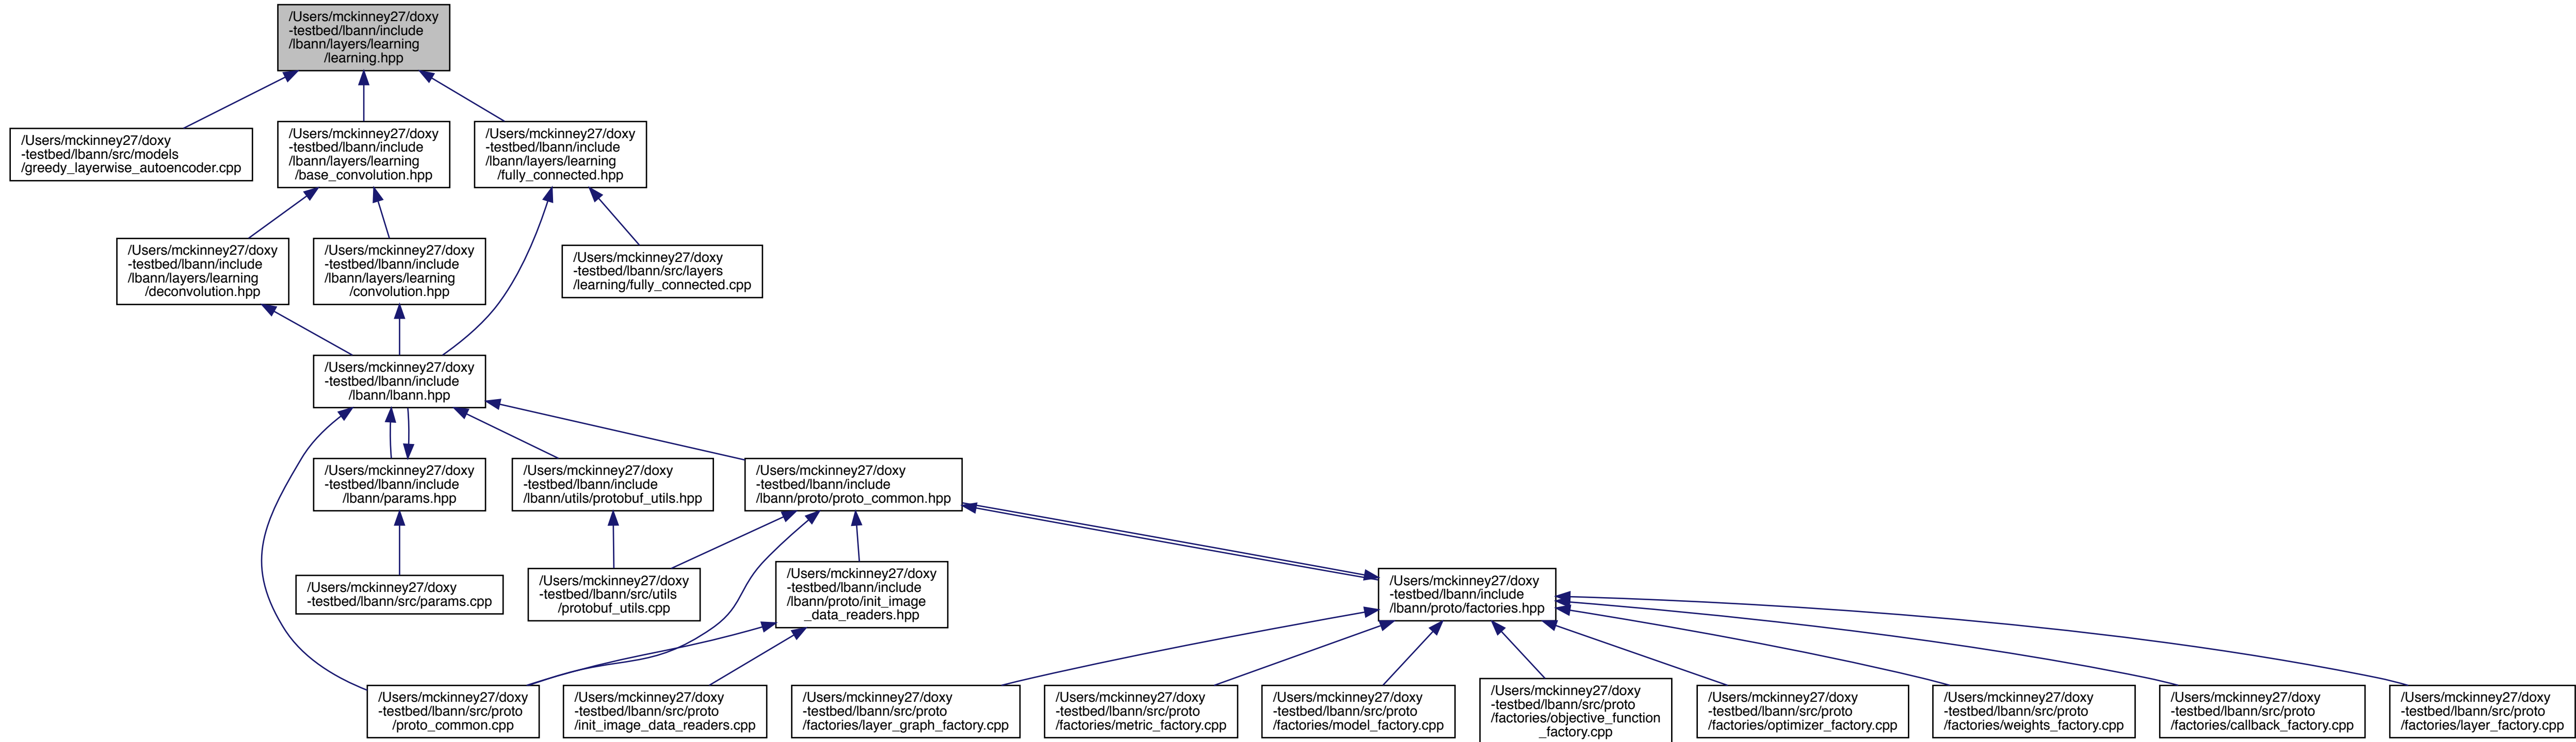 /Users/mckinney27/doxy
-testbed/lbann/include
/lbann/layers/learning
/learning.hpp
/Users/mckinney27/doxy
-testbed/lbann/src/models
/greedy_layerwise_autoencoder.cpp
/Users/mckinney27/doxy
-testbed/lbann/include
/lbann/layers/learning
/base_convolution.hpp
/Users/mckinney27/doxy
-testbed/lbann/include
/lbann/layers/learning
/fully_connected.hpp
/Users/mckinney27/doxy
-testbed/lbann/include
/lbann/layers/learning
/deconvolution.hpp
/Users/mckinney27/doxy
-testbed/lbann/include
/lbann/layers/learning
/convolution.hpp
/Users/mckinney27/doxy
-testbed/lbann/src/layers
/learning/fully_connected.cpp
/Users/mckinney27/doxy
-testbed/lbann/include
/lbann/lbann.hpp
/Users/mckinney27/doxy
-testbed/lbann/include
/lbann/params.hpp
/Users/mckinney27/doxy
-testbed/lbann/include
/lbann/utils/protobuf_utils.hpp
/Users/mckinney27/doxy
-testbed/lbann/include
/lbann/proto/proto_common.hpp
/Users/mckinney27/doxy
-testbed/lbann/src/params.cpp
/Users/mckinney27/doxy
-testbed/lbann/src/utils
/protobuf_utils.cpp
/Users/mckinney27/doxy
-testbed/lbann/include
/lbann/proto/init_image
_data_readers.hpp
/Users/mckinney27/doxy
-testbed/lbann/include
/lbann/proto/factories.hpp
/Users/mckinney27/doxy
-testbed/lbann/src/proto
/proto_common.cpp
/Users/mckinney27/doxy
-testbed/lbann/src/proto
/init_image_data_readers.cpp
/Users/mckinney27/doxy
-testbed/lbann/src/proto
/factories/layer_graph_factory.cpp
/Users/mckinney27/doxy
-testbed/lbann/src/proto
/factories/metric_factory.cpp
/Users/mckinney27/doxy
-testbed/lbann/src/proto
/factories/model_factory.cpp
/Users/mckinney27/doxy
-testbed/lbann/src/proto
/factories/objective_function
_factory.cpp
/Users/mckinney27/doxy
-testbed/lbann/src/proto
/factories/optimizer_factory.cpp
/Users/mckinney27/doxy
-testbed/lbann/src/proto
/factories/weights_factory.cpp
/Users/mckinney27/doxy
-testbed/lbann/src/proto
/factories/callback_factory.cpp
/Users/mckinney27/doxy
-testbed/lbann/src/proto
/factories/layer_factory.cpp